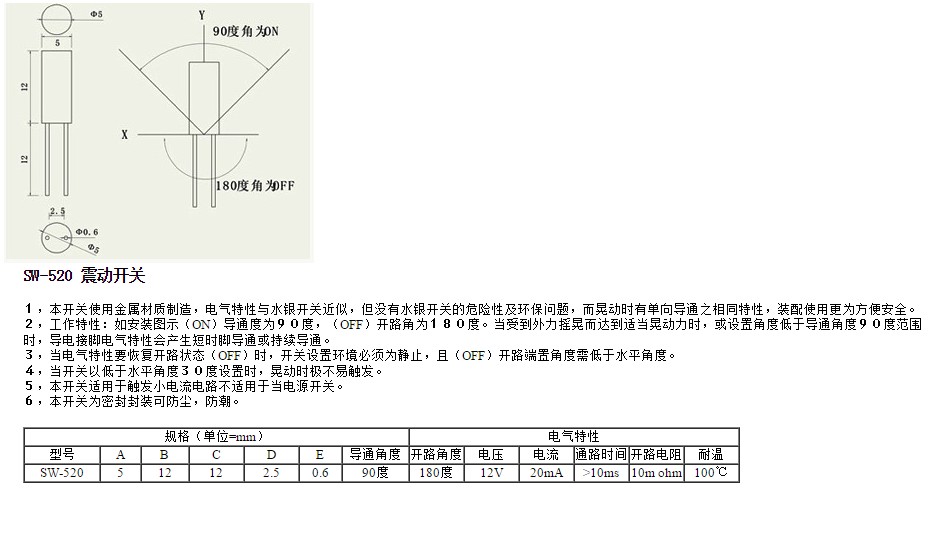 Φ5
5
12
12
2.5
Φ0.6
Φ5
Y
90度角为ON
X
180度角为OFF
SW-520 震动开关
1，本开关使用金属材质制造，电气特性与水银开关近似，但没有水银开关的危险性及环保问题，而晃动时有单向导通之相同特性，装配使用更为方便安全。
2，工作特性：如安装图示（ON）导通度为９０度，（OFF）开路角为１８０度。当受到外力摇晃而达到适当晃动力时，或设置角度低于导通角度９０度范围
时，导电接脚电气特性会产生短时脚导通或持续导通。
3，当电气特性要恢复开路状态（OFF）时，开关设置环境必须为静止，且（OFF）开路端置角度需低于水平角度。
4，当开关以低于水平角度３０度设置时，晃动时极不易触发。
5，本开关适用于触发小电流电路不适用于当电源开关。
6，本开关为密封封装可防尘，防潮。
规格（单位=mm） 电气特性
型号 A B C D E 导通角度 开路角度 电压 电流 通路时间 开路电阻 耐温
SW-520 5 12 12 2.5 0.6 90度 180度 12V 20mA >10ms 10m ohm 100℃